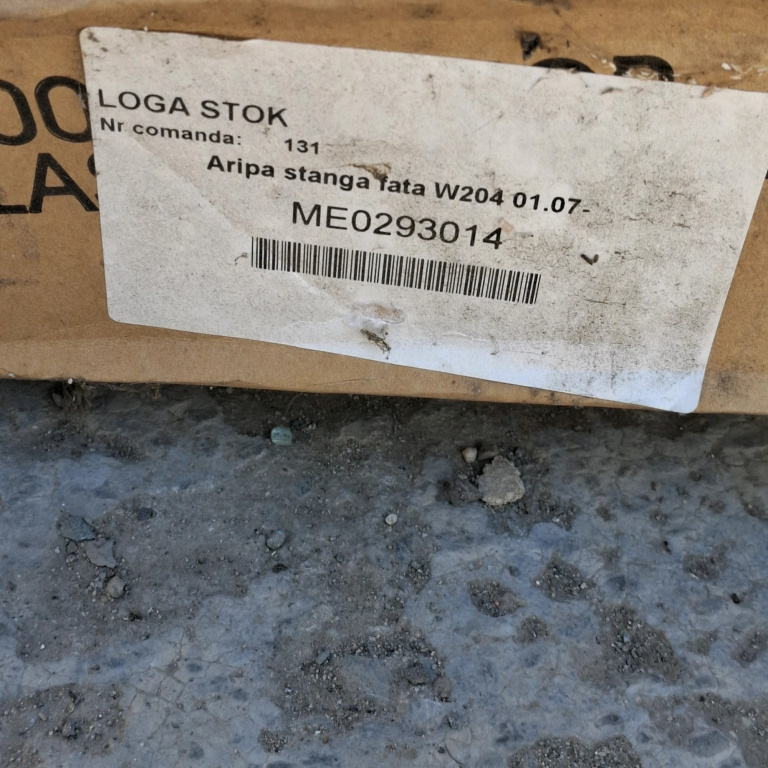 LOGA STOK
Nr comanda: 131
Aripa stanga fata W204 01.07-
ME0293014